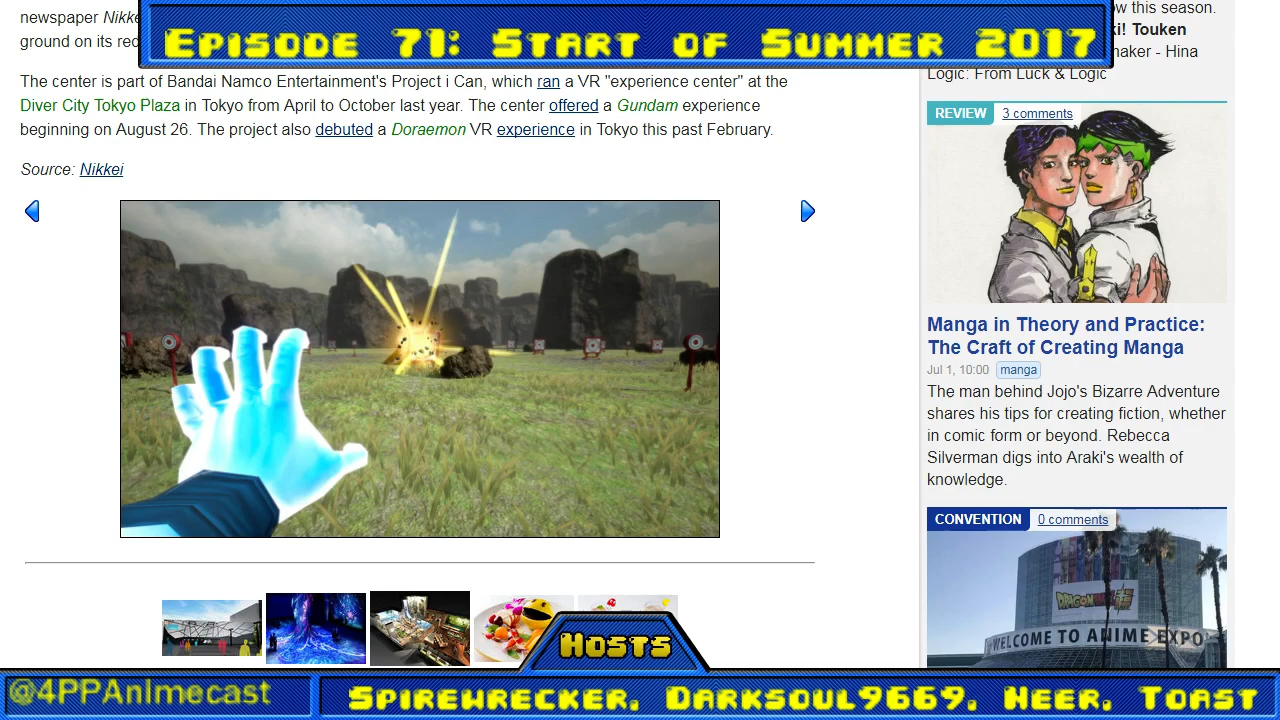 newspaper Nikke
ground on its rec
Episode 71: Start of Summer 2017
ow this season.
ki! Touken
maker - Hina
Logic: From Luck & Logic
The center is part of Bandai Namco Entertainment's Project i Can, which ran a VR "experience center" at the
Diver City Tokyo Plaza in Tokyo from April to October last year. The center offered a Gundam experience
beginning on August 26. The project also debuted a Doraemon VR experience in Tokyo this past February.
Source: Nikkei
REVIEW 3 comments
Manga in Theory and Practice:
The Craft of Creating Manga
Jul 1, 10:00 manga
The man behind Jojo's Bizarre Adventure
shares his tips for creating fiction, whether
in comic form or beyond. Rebecca
Silverman digs into Araki's wealth of
knowledge.
CONVENTION 0 comments
DRAGONBALL
WELCOME TO ANIME EXPO
Hosts
@4PPAnimecast
Spirewrecker, Darksoul9669, Neer, Toast